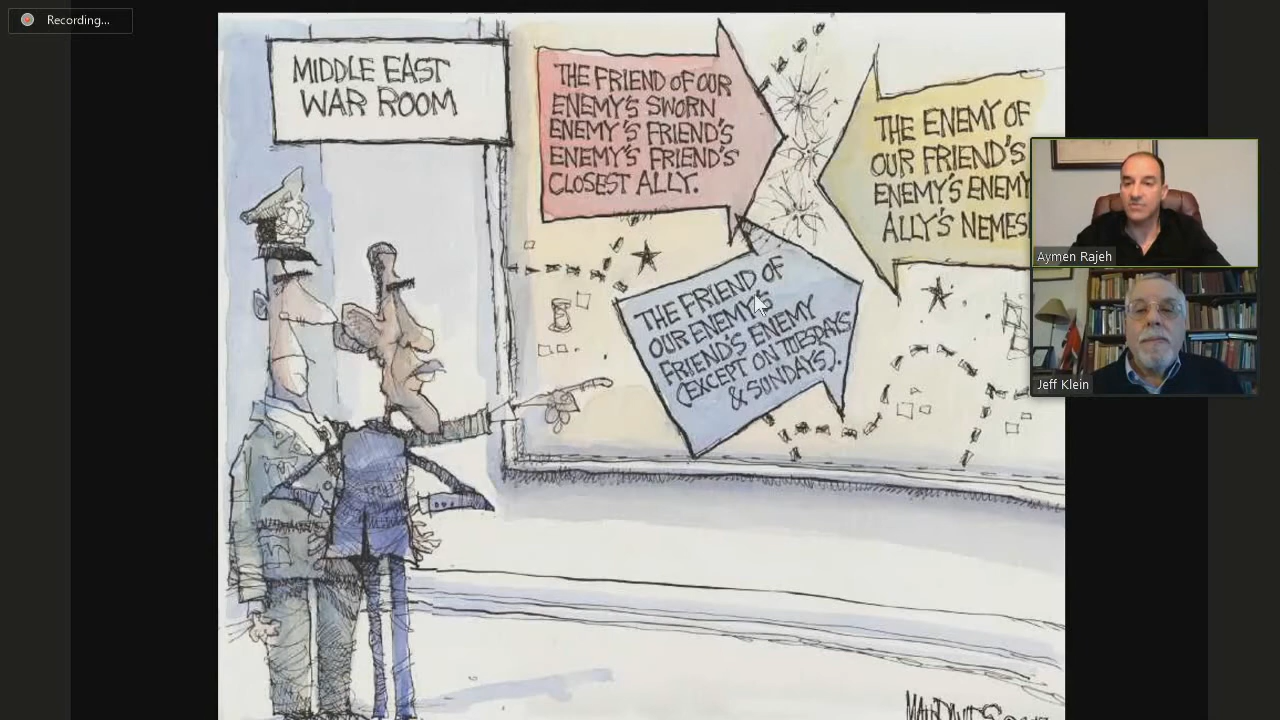 Recording...
MIDDLE EAST
WAR ROOM
THE FRIEND OF OUR
ENEMY'S SWORN
ENEMY'S FRIEND'S
ENEMY'S FRIEND'S
CLOSEST ALLY.
THE ENEMY OF
OUR FRIEND'S
ENEMY'S ENEMY
ALLY'S
THE FRIEND OF
OUR ENEMY'S
FRIEND'S ENEMY
(EXCEPT ON TUESDAYS
& SUNDAYS).
Aymen Rajeh
Jeff Klein